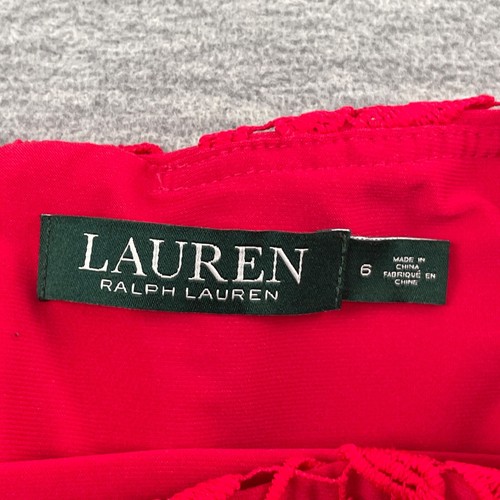 LAUREN
RALPH LAUREN
6
MADE IN
CHINA
FABRIQUÉ EN
CHINE